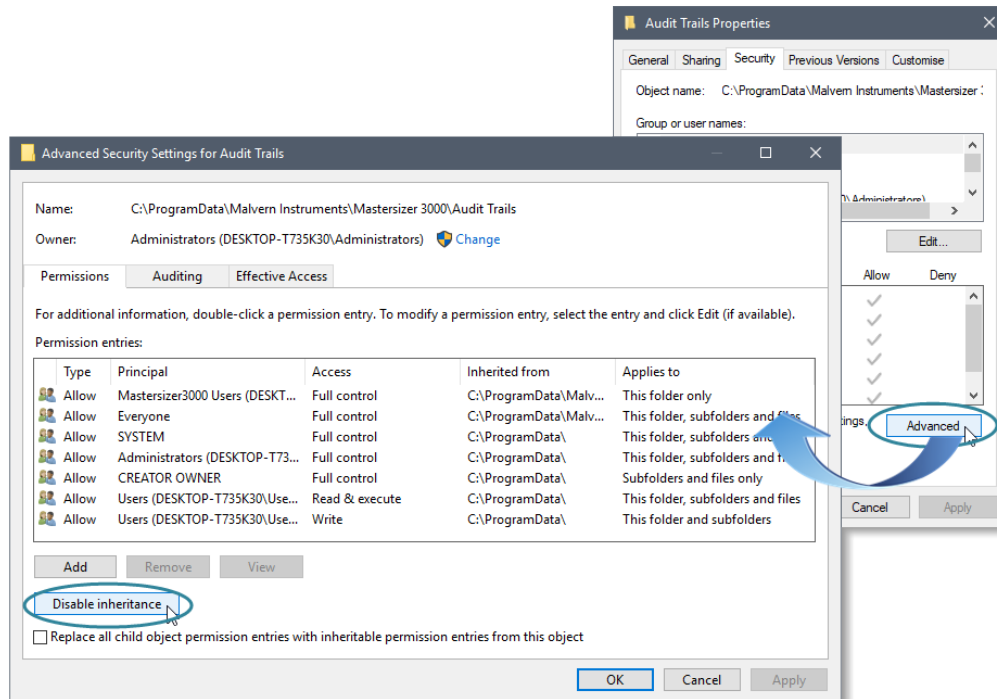 Audit Trails Properties
General Sharing Security Previous Versions Customise
Object name: C:\ProgramData\Malvern Instruments\Mastersizer
Group or user names:
Advanced Security Settings for Audit Trails
Name: C:\ProgramData\Malvern Instruments\Mastersizer 3000\Audit Trails
Owner: Administrators (DESKTOP-T735K30\Administrators) Change
Permissions Auditing Effective Access
For additional information, double-click a permission entry. To modify a permission entry, select the entry and click Edit (if available).
Permission entries:
Type Principal Access Inherited from Applies to
Allow Mastersizer3000 Users (DESKT... Full control C:\ProgramData\Malv... This folder only
Allow Everyone Full control C:\ProgramData\Malv... This folder, subfolders and files
Allow SYSTEM Full control C:\ProgramData\ This folder, subfolders and
Allow Administrators (DESKTOP-T73... Full control C:\ProgramData\ This folder, subfolders and
Allow CREATOR OWNER Full control C:\ProgramData\ Subfolders and files only
Allow Users (DESKTOP-T735K30\Use... Read & execute C:\ProgramData\ This folder, subfolders and files
Allow Users (DESKTOP-T735K30\Use... Write C:\ProgramData\ This folder and subfolders
Add Remove View
Disable inheritance
Replace all child object permission entries with inheritable permission entries from this object
OK Cancel Apply
\Administrators)
Edit...
Allow Deny
Advanced
Cancel Apply